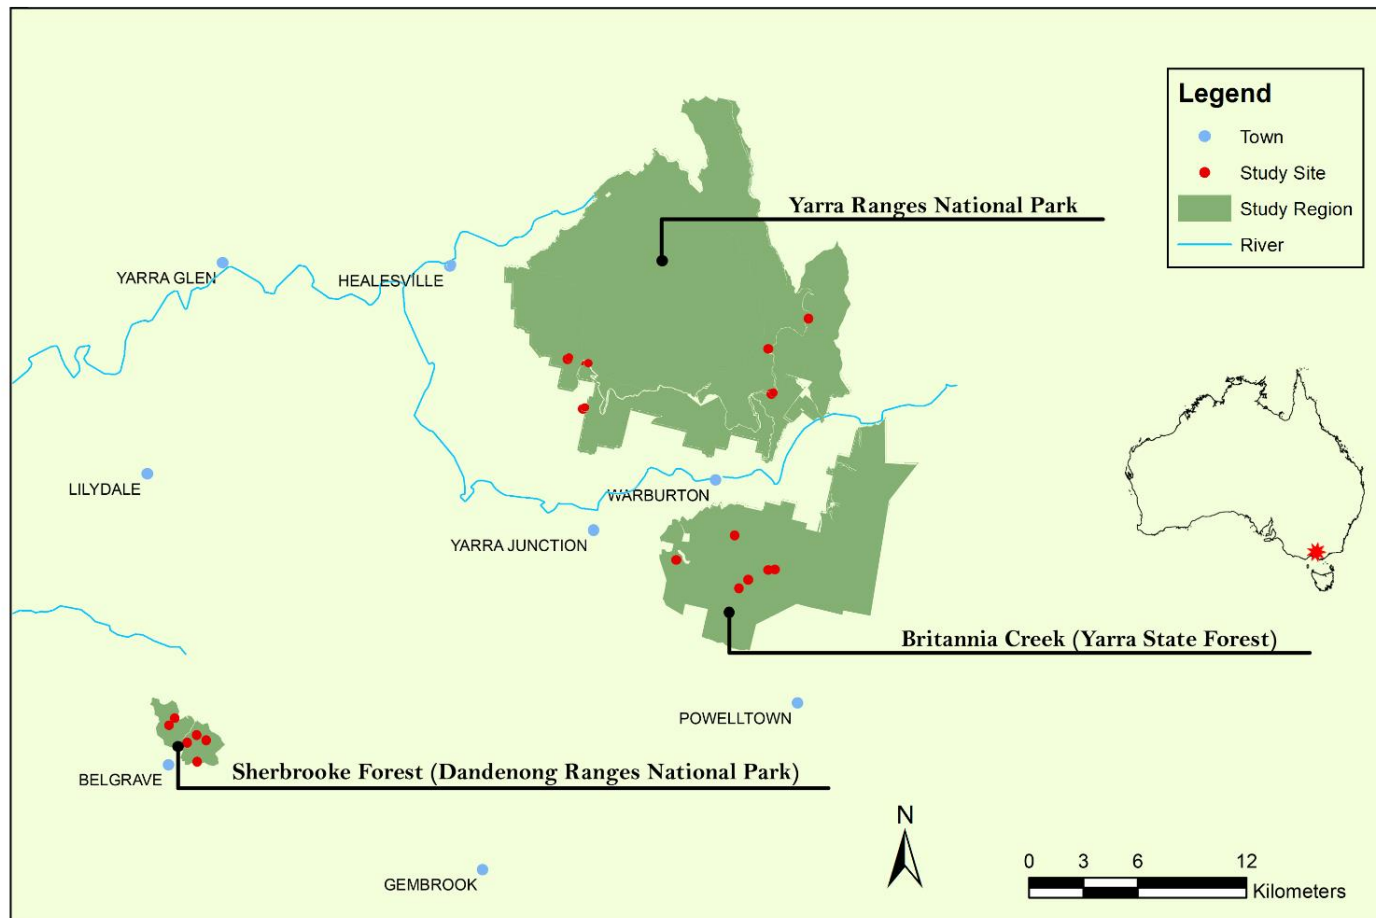 Legend
Town
Study Site
Study Region
River
Yarra Ranges National Park
YARRA GLEN
HEALESVILLE
LILYDALE
WARBURTON
YARRA JUNCTION
Britannia Creek (Yarra State Forest)
POWELLTOWN
BELGRAVE
Sherbrooke Forest (Dandenong Ranges National Park)
GEMBROOK
N
0 3 6 12
Kilometers